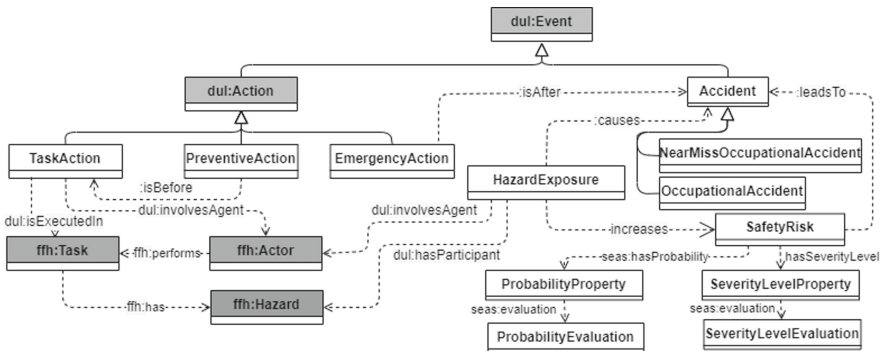 dul:Event
dul:Action
:isAfter
Accident
:leadsTo
:causes
TaskAction
PreventiveAction
EmergencyAction
NearMissOccupationalAccident
:isBefore
HazardExposure
OccupationalAccident
dul:isExecutedIn
dul:involvesAgent
dul:involvesAgent
increases
SafetyRisk
ffh:Task
ffh:performs
ffh:Actor
dul:hasParticipant
seas:hasProbability
hasSeverityLevel
ProbabilityProperty
SeverityLevelProperty
ffh:has
ffh:Hazard
seas:evaluation
seas:evaluation
ProbabilityEvaluation
SeverityLevelEvaluation